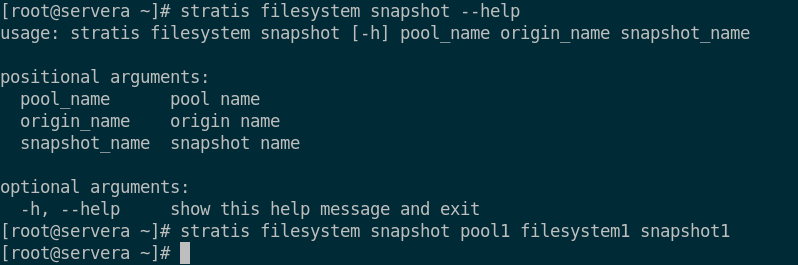 [root@servera ~]# stratis filesystem snapshot --help
usage: stratis filesystem snapshot [-h] pool_name origin_name snapshot_name

positional arguments:
  pool_name      pool name
  origin_name    origin name
  snapshot_name  snapshot name

optional arguments:
  -h, --help     show this help message and exit
[root@servera ~]# stratis filesystem snapshot pool1 filesystem1 snapshot1
[root@servera ~]#